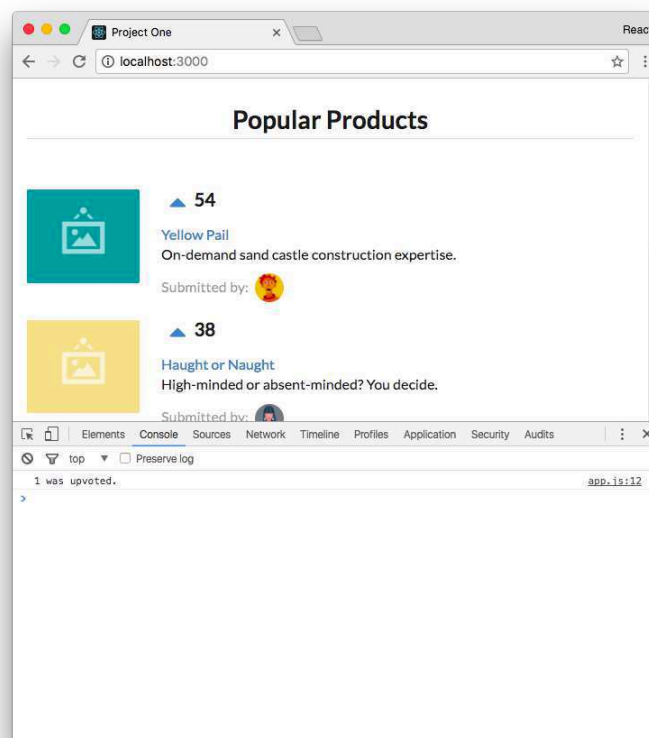 Project One
Reac
localhost:3000
Popular Products
54
Yellow Pail
On-demand sand castle construction expertise.
Submitted by:
38
Haught or Naught
High-minded or absent-minded? You decide.
Submitted by:
Elements Console Sources Network Timeline Profiles Application Security Audits
top Preserve log
1 was upvoted. app.js:12